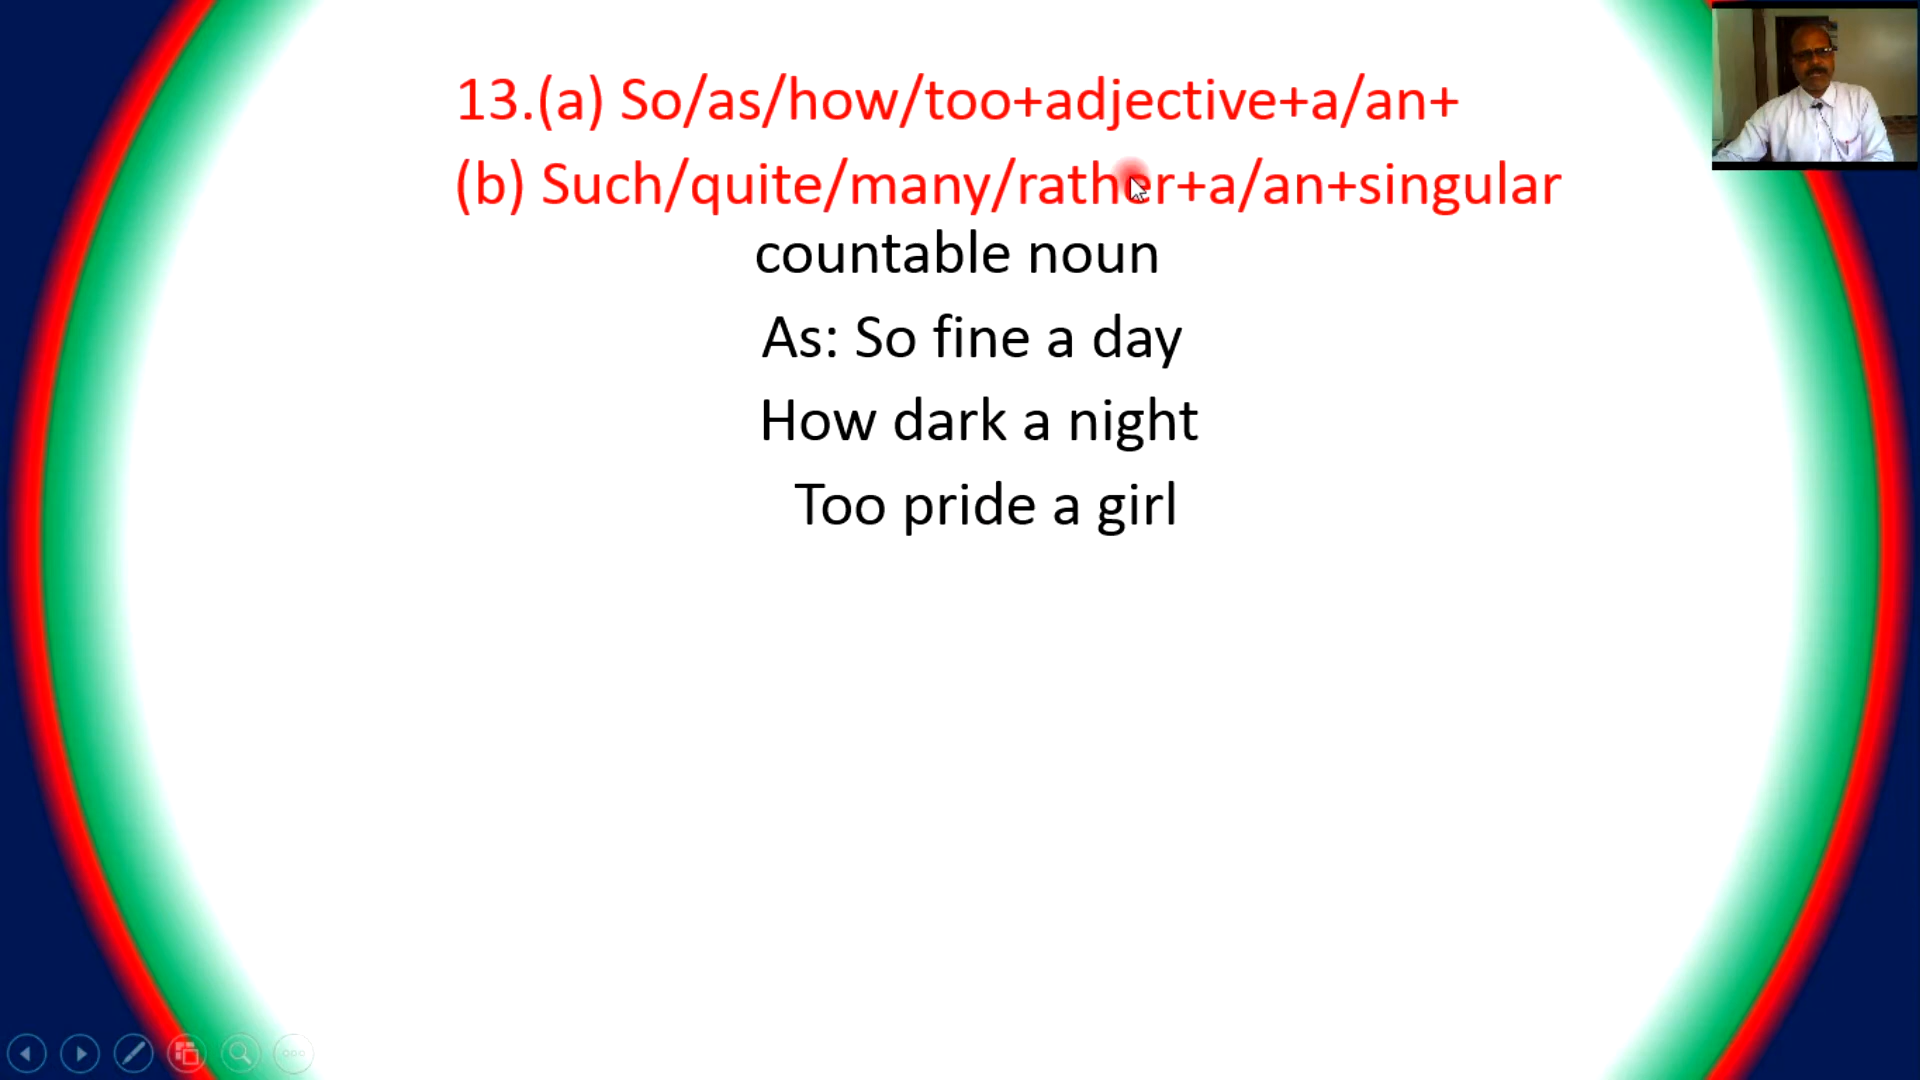 13.(a) So/as/how/too+adjective+a/an+
(b) Such/quite/many/rather+a/an+singular
countable noun
As: So fine a day
How dark a night
Too pride a girl